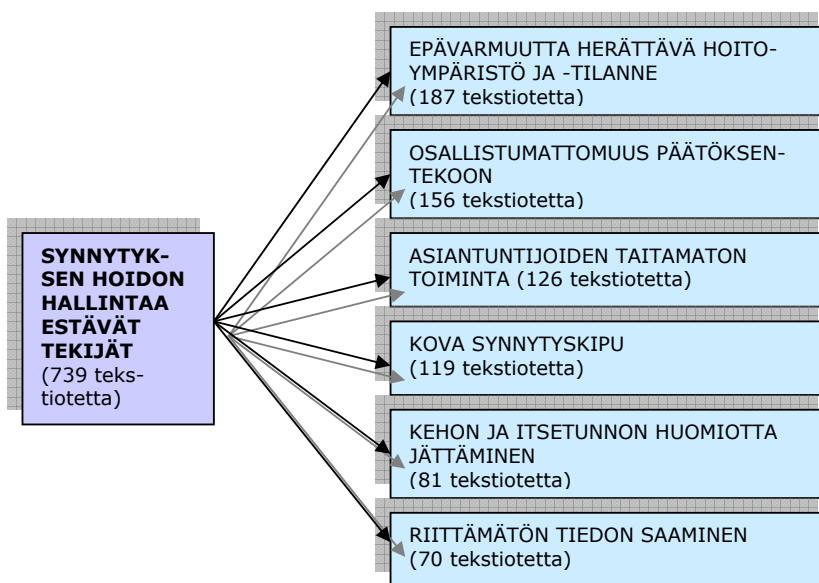 EPÄVARMUUTTA HERÄTTÄVÄ HOITO-
YMPÄRISTÖ JA -TILANNE
(187 tekstiotetta)
OSALLISTUMATTOMUUS PÄÄTÖKSEN-
TEKOON
(156 tekstiotetta)
SYNNYTYK-
SEN HOIDON
HALLINTAA
ESTÄVÄT
TEKIJÄT
(739 teks-
tiotetta)
ASIANTUNTIJOIDEN TAITAMATON
TOIMINTA (126 tekstiotetta)
KOVA SYNNYTYSKIPU
(119 tekstiotetta)
KEHON JA ITSETUNNON HUOMIOTTA
JÄTTÄMINEN
(81 tekstiotetta)
RIITTÄMÄTÖN TIEDON SAAMINEN
(70 tekstiotetta)